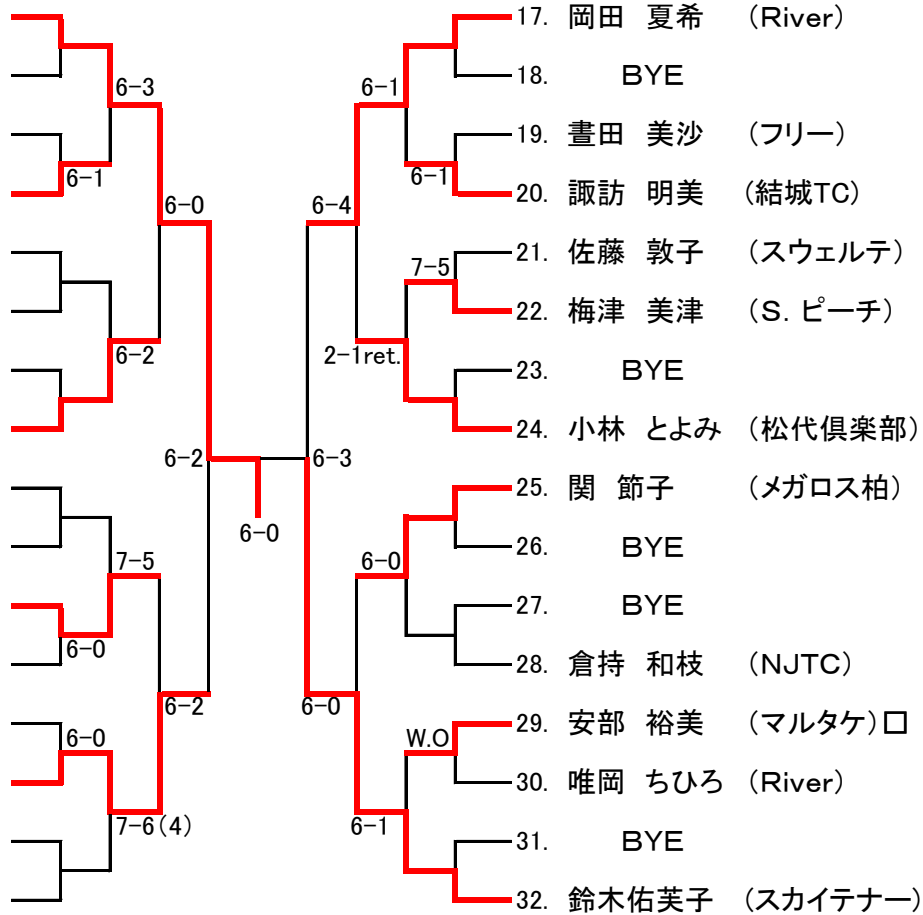 17. 岡田 夏希 (River)
18. BYE
6-3
6-1
19. 晝田 美沙 (フリー)
6-1
6-1
20. 諏訪 明美 (結城TC)
6-0
6-4
21. 佐藤 敦子 (スウェルテ)
7-5
22. 梅津 美津 (S. ピーチ)
6-2
2-1ret.
23. BYE
24. 小林 とよみ (松代倶楽部)
6-2
6-3
25. 関 節子 (メガロス柏)
6-0
26. BYE
7-5
6-0
27. BYE
6-0
28. 倉持 和枝 (NJTC)
6-2
6-0
29. 安部 裕美 (マルタケ)□
6-0
W.O
30. 唯岡 ちひろ (River)
7-6(4)
6-1
31. BYE
32. 鈴木佑芙子 (スカイテナー)